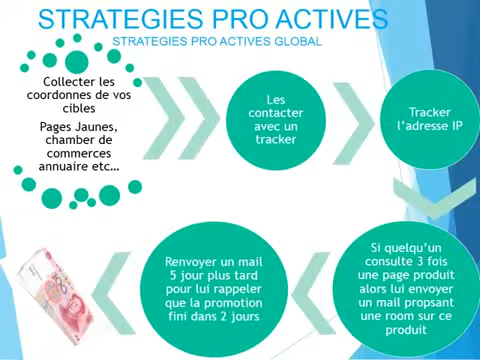 STRATEGIES PRO ACTIVES
STRATEGIES PRO ACTIVES GLOBAL
Collecter les
coordonnes de vos
cibles
Pages Jaunes,
chamber de
commerces
annuaire etc…
Les
contacter
avec un
tracker
Tracker
l’adresse IP
Si quelqu’un
consulte 3 fois
une page produit
alors lui envoyer
un mail propsant
une room sur ce
produit
Renvoyer un mail
5 jour plus tard
pour lui rappeler
que la promotion
fini dans 2 jours